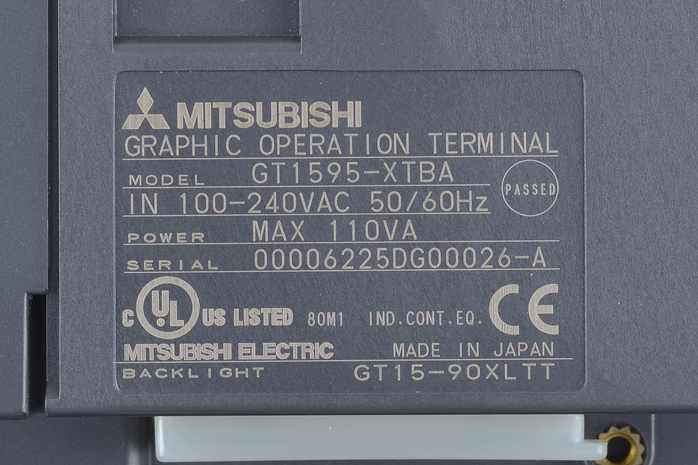 MITSUBISHI
GRAPHIC OPERATION TERMINAL
MODEL GT1595-XTBA
PASSED
IN 100-240VAC 50/60Hz
POWER MAX 110VA
SERIAL 00006225DG00026-A
C UL US LISTED 80M1 IND.CONT.EQ. CE
MITSUBISHI ELECTRIC MADE IN JAPAN
BACKLIGHT GT15-90XLTT